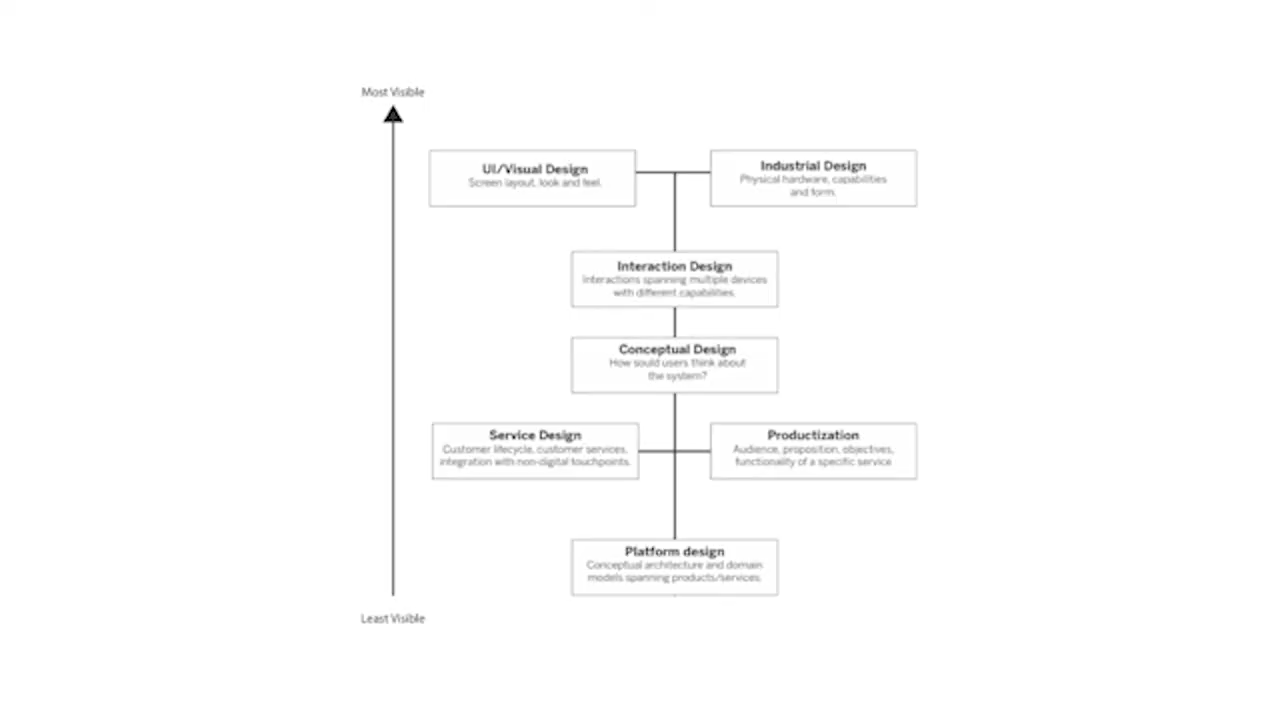 Most Visible
UI/Visual Design
Screen layout, look and feel.
Industrial Design
Physical hardware, capabilities
and form.
Interaction Design
Interactions spanning multiple devices
with different capabilities.
Conceptual Design
How sould users think about
the system?
Service Design
Customer lifecycle, customer services,
integration with non-digital touchpoints.
Productization
Audience, proposition, objectives,
functionality of a specific service
Platform design
Conceptual architecture and domain
models spanning products/services.
Least Visible